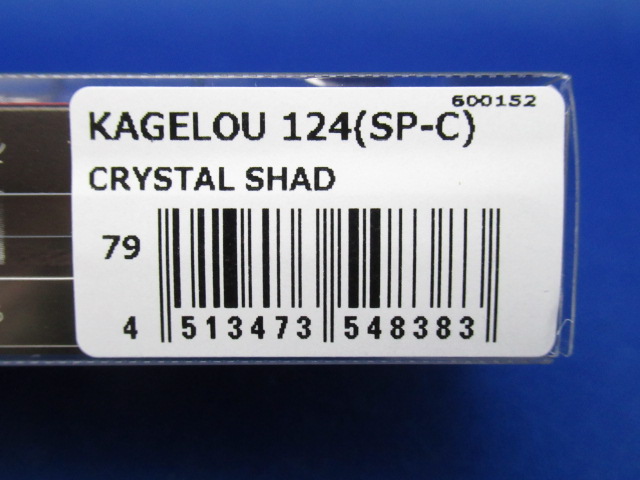 600152
KAGELOU 124(SP-C)
CRYSTAL SHAD
79
4 513473 548383